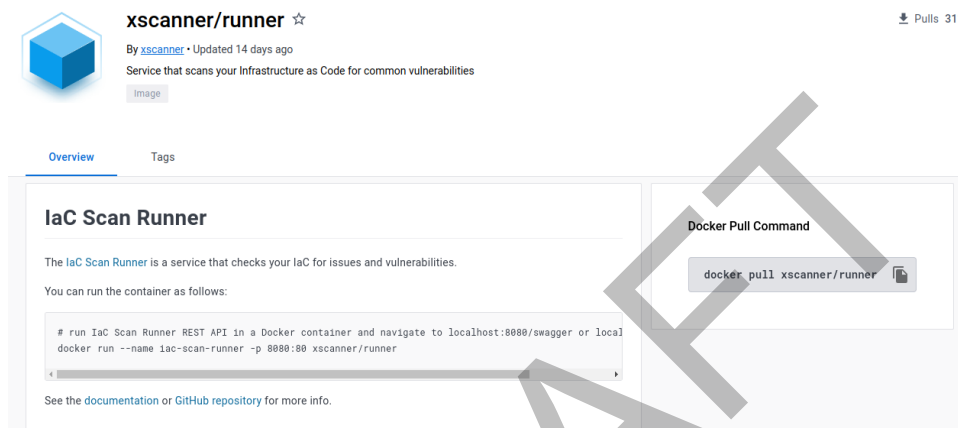 xscanner/runner
Pulls 31
By xscanner • Updated 14 days ago
Service that scans your Infrastructure as Code for common vulnerabilities
Image
Overview
Tags
IaC Scan Runner
The IaC Scan Runner is a service that checks your IaC for issues and vulnerabilities.
You can run the container as follows:
# run IaC Scan Runner REST API in a Docker container and navigate to localhost:8080/swagger or local
docker run --name iac-scan-runner -p 8080:80 xscanner/runner
See the documentation or GitHub repository for more info.
Docker Pull Command
docker pull xscanner/runner